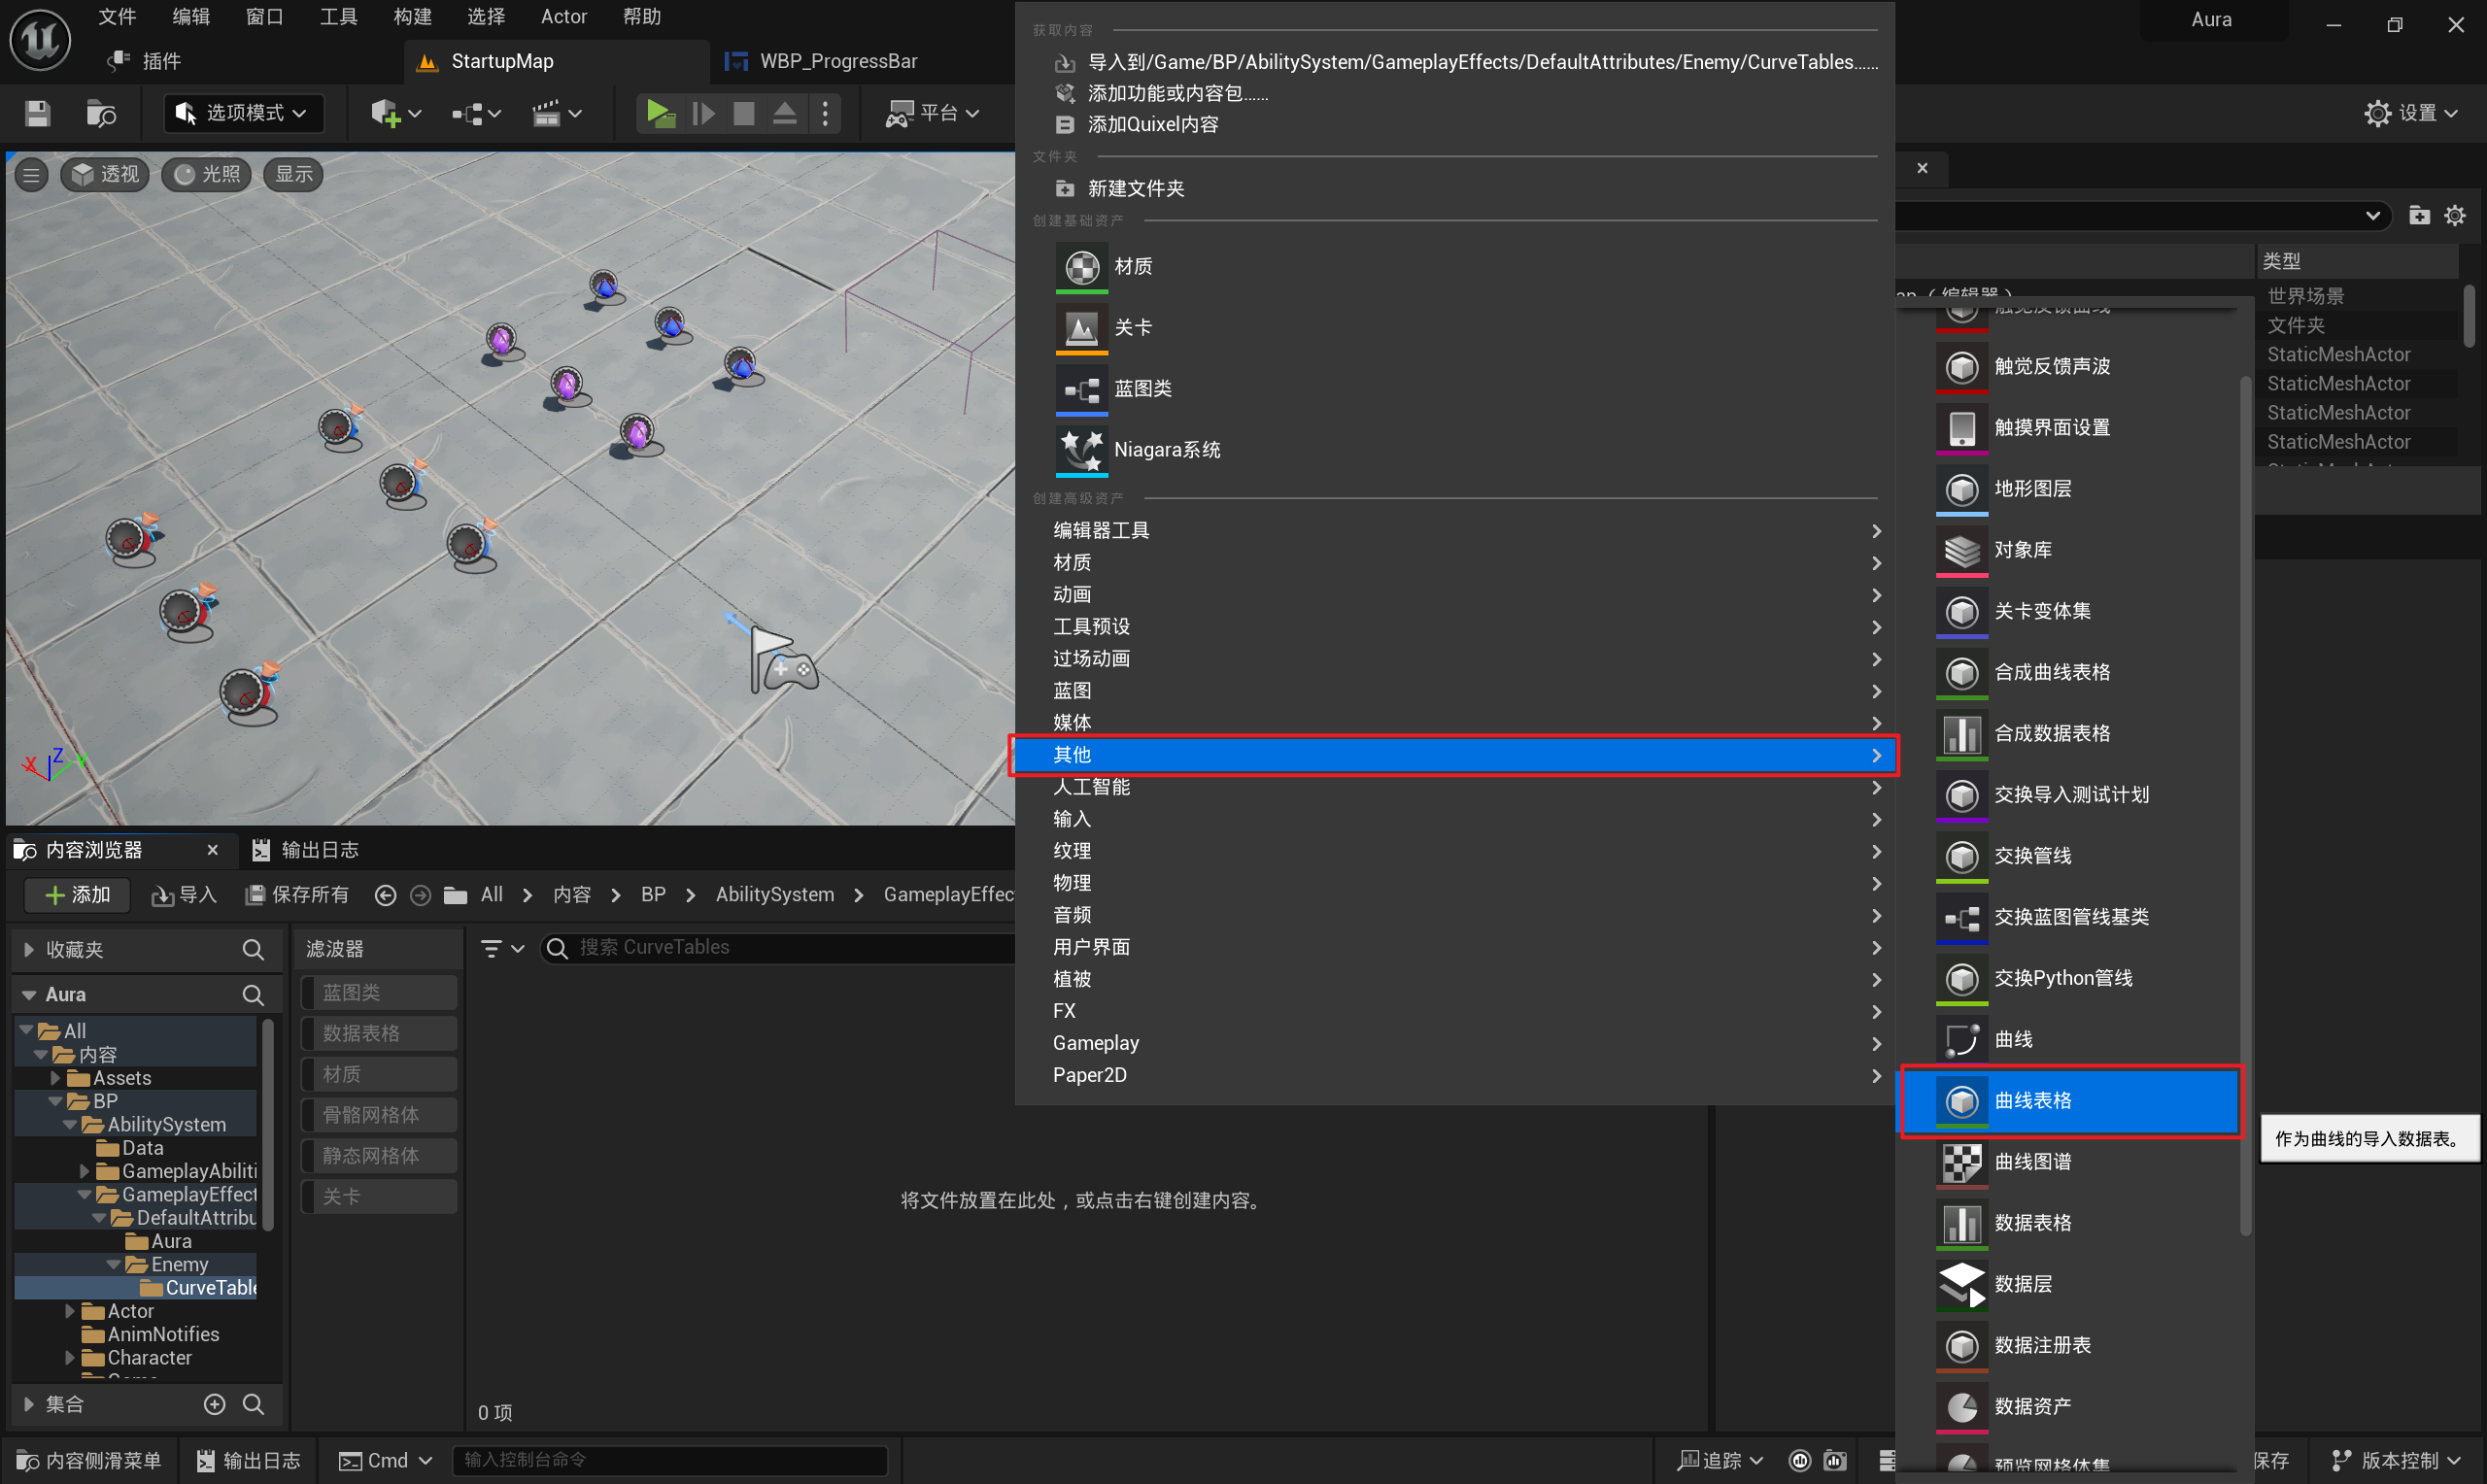 文件 编辑 窗口 工具 构建 选择 Actor 帮助
Aura
插件
StartupMap
WBP_ProgressBar
选项模式
平台
设置
透视 光照 显示
获取内容
导入到/Game/BP/AbilitySystem/GameplayEffects/DefaultAttributes/Enemy/CurveTables……
添加功能或内容包……
添加Quixel内容
文件夹
新建文件夹
创建基础资产
材质
关卡
蓝图类
Niagara系统
创建高级资产
编辑器工具
材质
动画
工具预设
过场动画
蓝图
媒体
其他
人工智能
输入
纹理
物理
音频
用户界面
植被
FX
Gameplay
Paper2D
触觉反馈曲线
触觉反馈声波
触摸界面设置
地形图层
对象库
关卡变体集
合成曲线表格
合成数据表格
交换导入测试计划
交换管线
交换蓝图管线基类
交换Python管线
曲线
曲线表格
曲线图谱
数据表格
数据层
数据注册表
数据资产
预览网格体集
作为曲线的导入数据表。
类型
（编辑器）
世界场景
文件夹
StaticMeshActor
StaticMeshActor
StaticMeshActor
StaticMeshActor
X Z Y
内容浏览器
输出日志
添加 导入 保存所有 All 内容 BP AbilitySystem GameplayEffec
收藏夹
Aura
All
内容
Assets
BP
AbilitySystem
Data
GameplayAbiliti
GameplayEffect
DefaultAttribu
Aura
Enemy
CurveTable
Actor
AnimNotifies
Character
集合
滤波器
蓝图类
数据表格
材质
骨骼网格体
静态网格体
关卡
搜索 CurveTables
将文件放置在此处，或点击右键创建内容。
0 项
内容侧滑菜单
输出日志
Cmd
输入控制台命令
追踪
保存
版本控制